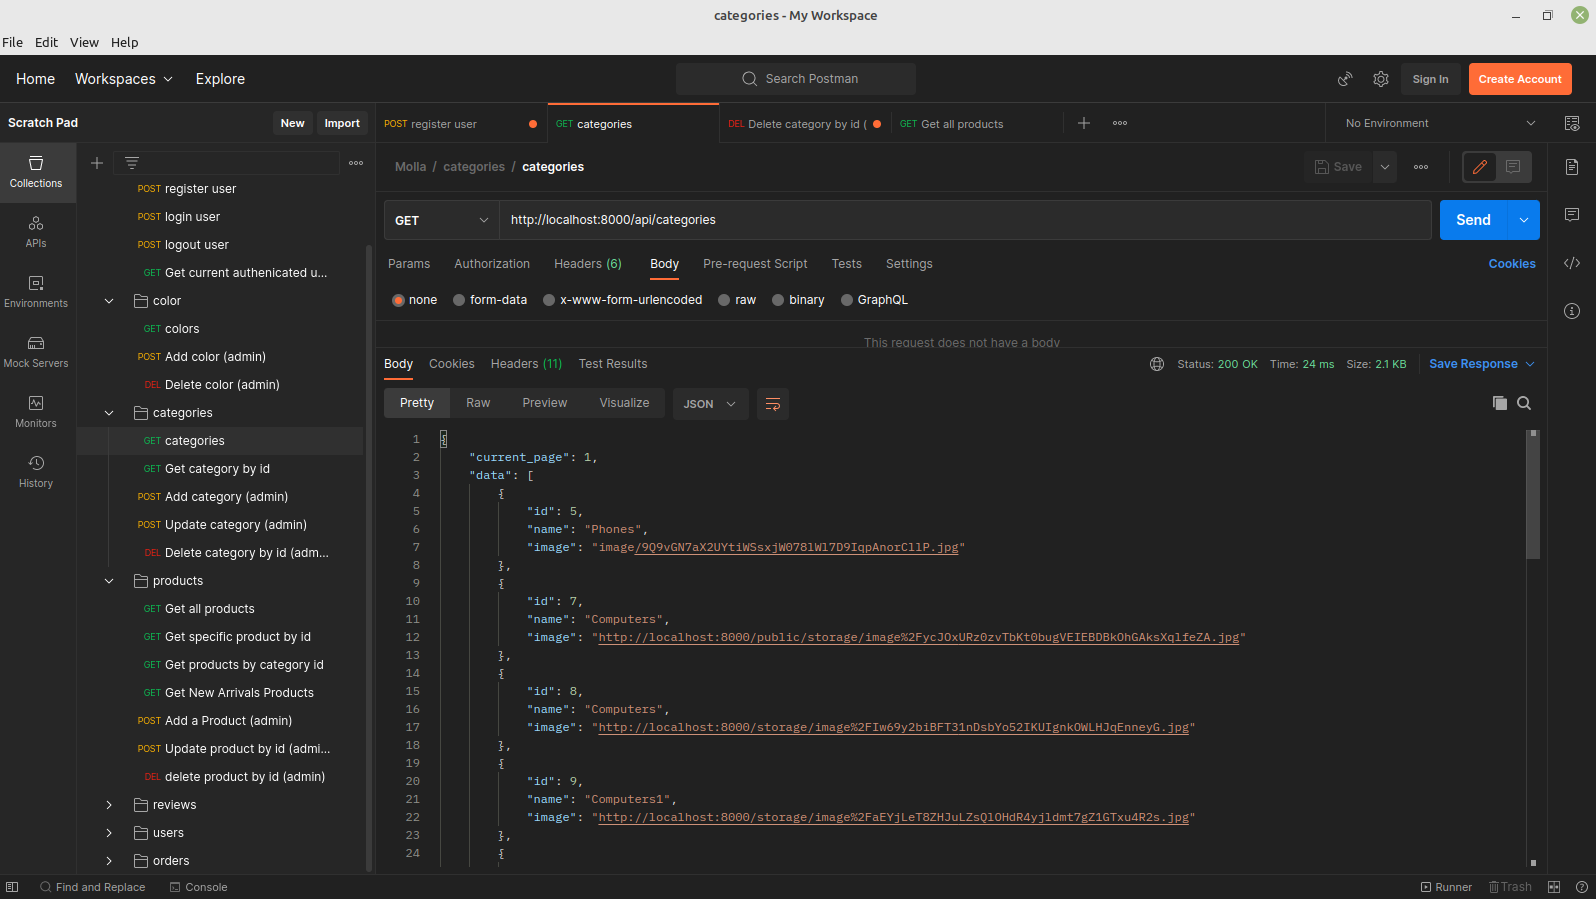 categories - My Workspace
File Edit View Help
Home Workspaces Explore
Search Postman
Sign In
Create Account
Scratch Pad
New Import
POST register user
GET categories
DEL Delete category by id (
GET Get all products
No Environment
Collections
APIs
Environments
Mock Servers
Monitors
History
POST register user
POST login user
POST logout user
GET Get current authenicated u...
color
GET colors
POST Add color (admin)
DEL Delete color (admin)
categories
GET categories
GET Get category by id
POST Add category (admin)
POST Update category (admin)
DEL Delete category by id (adm...
products
GET Get all products
GET Get specific product by id
GET Get products by category id
GET Get New Arrivals Products
POST Add a Product (admin)
POST Update product by id (admi...
DEL delete product by id (admin)
reviews
users
orders
Molla / categories / categories
Save
GET http://localhost:8000/api/categories
Send
Params Authorization Headers (6) Body Pre-request Script Tests Settings
Cookies
none form-data x-www-form-urlencoded raw binary GraphQL
This request does not have a body
Body Cookies Headers (11) Test Results
Status: 200 OK Time: 24 ms Size: 2.1 KB
Save Response
Pretty Raw Preview Visualize JSON
1 {
2 "current_page": 1,
3 "data": [
4 {
5 "id": 5,
6 "name": "Phones",
7 "image": "image/9Q9vGN7aX2UYtiWSsxjW078lWl7D9IqpAnorCllP.jpg"
8 },
9 {
10 "id": 7,
11 "name": "Computers",
12 "image": "http://localhost:8000/public/storage/image%2FycJOxURz0zvTbKt0bugVEIEBDBkOhGAksXqlfeZA.jpg"
13 },
14 {
15 "id": 8,
16 "name": "Computers",
17 "image": "http://localhost:8000/storage/image%2FIw69y2biBFT31nDsbYo52IKUIgnkOWLHJqEnneyG.jpg"
18 },
19 {
20 "id": 9,
21 "name": "Computers1",
22 "image": "http://localhost:8000/storage/image%2FaEYjLeT8ZHJuLZsQlOHdR4yjldmt7gZ1GTxu4R2s.jpg"
23 },
24 {
Find and Replace Console
Runner Trash